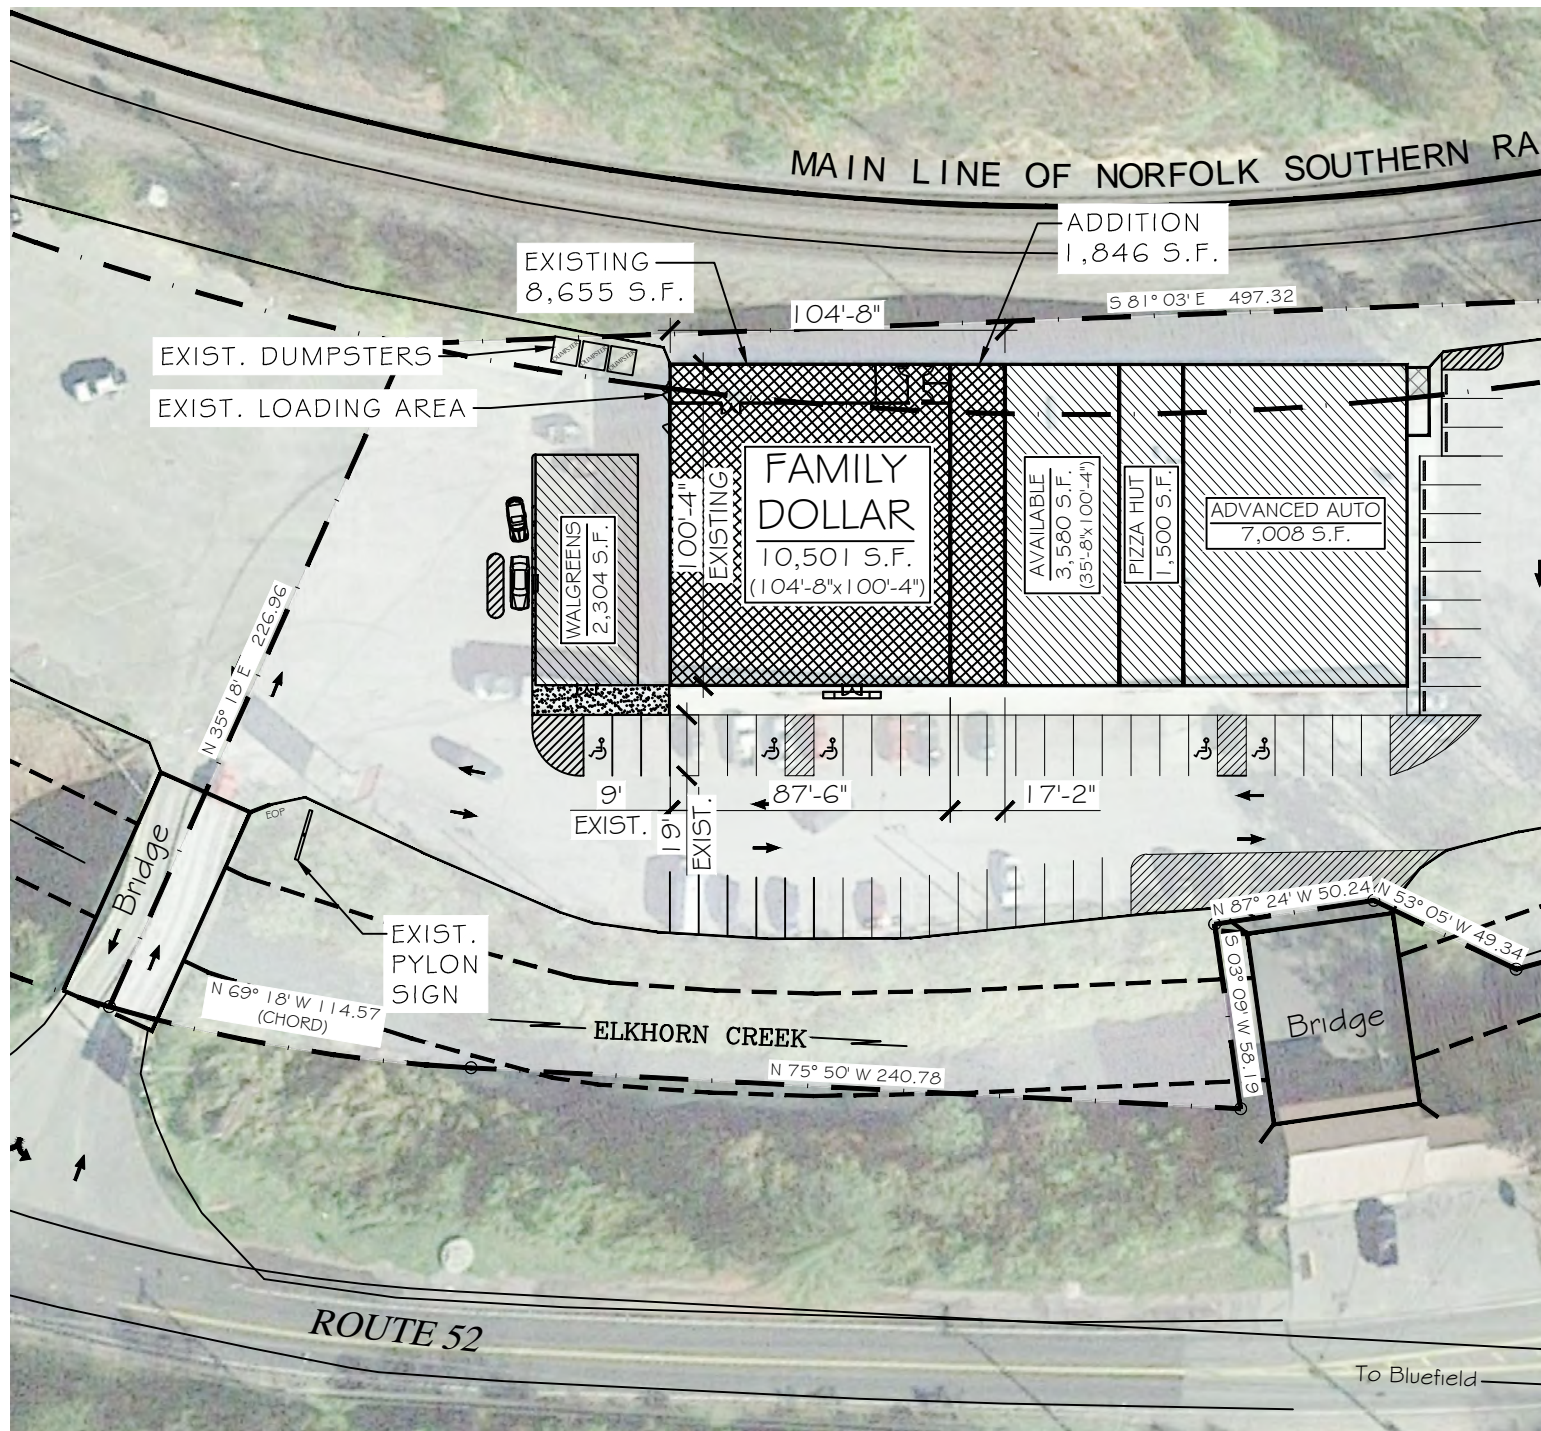 MAIN LINE OF NORFOLK SOUTHERN RA
ADDITION
1,846 S.F.
EXISTING
8,655 S.F.
S 81° 03' E 497.32
104'-8"
EXIST. DUMPSTERS
DUMPSTER
DUMPSTER
DUMPSTER
EXIST. LOADING AREA
FAMILY
DOLLAR
10,501 S.F.
(104'-8"x100'-4")
100'-4"
EXISTING
WALGREENS
2,304 S.F.
AVAILABLE
3,580 S.F.
(35'-8"x100'-4")
PIZZA HUT
1,500 S.F.
ADVANCED AUTO
7,008 S.F.
N 35° 18' E 226.96
9'
EXIST.
19'
EXIST.
87'-6"
17'-2"
EOP
Bridge
EXIST.
PYLON
SIGN
N 87° 24' W 50.24
N 53° 05' W 49.34
S 03° 09 W 58.19
Bridge
N 69° 18' W 114.57
(CHORD)
ELKHORN CREEK
N 75° 50' W 240.78
ROUTE 52
To Bluefield